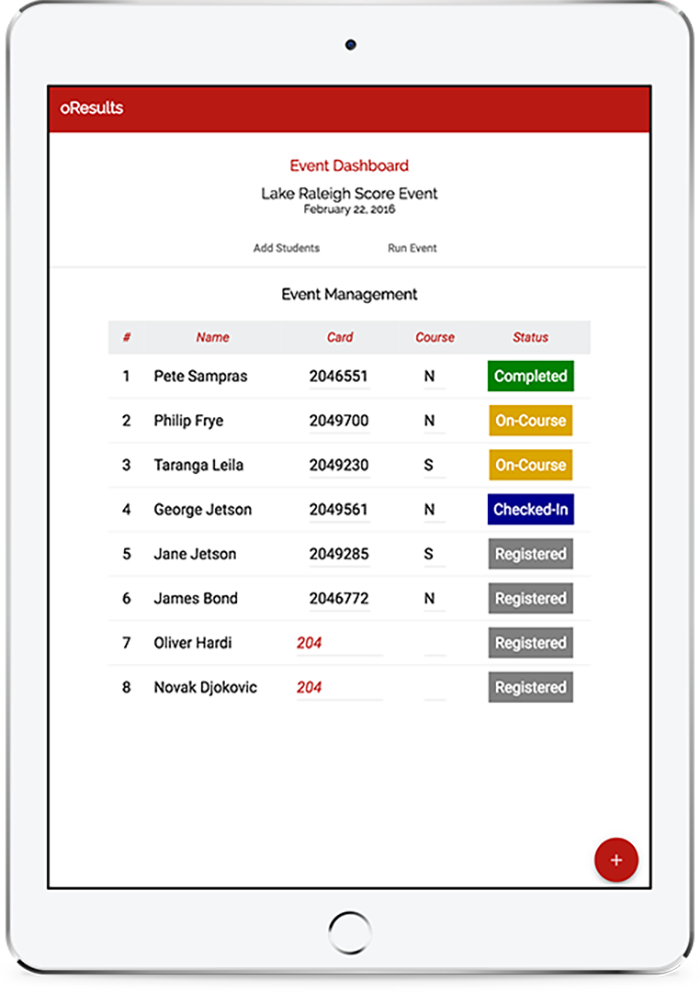 oResults
Event Dashboard
Lake Raleigh Score Event
February 22, 2016
Add Students Run Event
Event Management
# Name Card Course Status
1 Pete Sampras 2046551 N Completed
2 Philip Frye 2049700 N On-Course
3 Taranga Leila 2049230 S On-Course
4 George Jetson 2049561 N Checked-In
5 Jane Jetson 2049285 S Registered
6 James Bond 2046772 N Registered
7 Oliver Hardi 204 Registered
8 Novak Djokovic 204 Registered
+